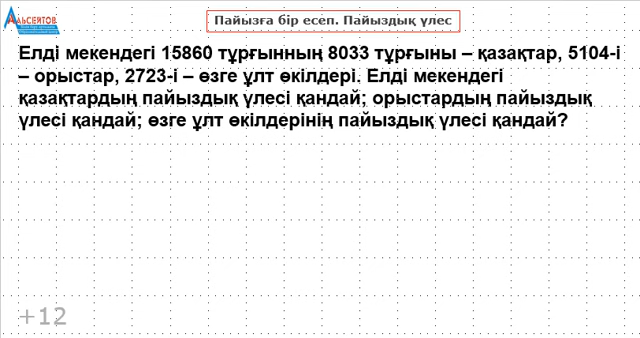 Альсеитов
Пайызға бір есеп. Пайыздық үлес
Елді мекендегі 15860 тұрғынның 8033 тұрғыны – қазақтар, 5104-і
– орыстар, 2723-і – өзге ұлт өкілдері. Елді мекендегі
қазақтардың пайыздық үлесі қандай; орыстардың пайыздық
үлесі қандай; өзге ұлт өкілдерінің пайыздық үлесі қандай?
+12